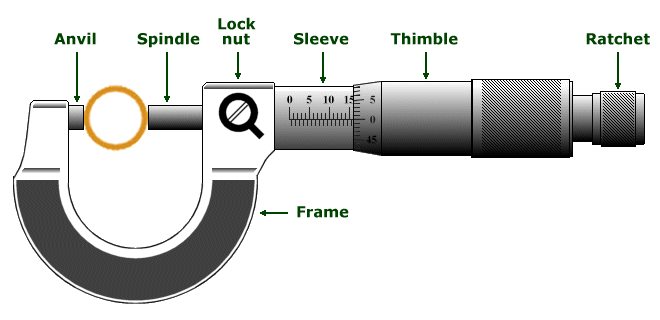 Anvil
Spindle
Lock
nut
Sleeve
Thimble
Ratchet
0 5 10 15
5
0
45
Frame